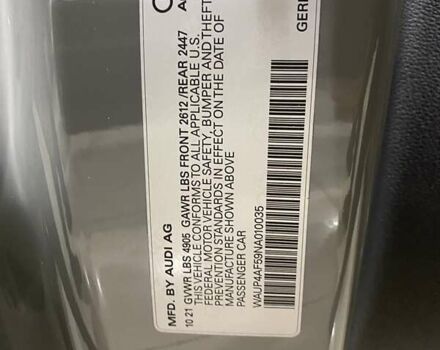 MFD. BY AUDI AG
10 21 GVWR LBS 4905 GAWR LBS FRONT 2612 /REAR 2447
THIS VEHICLE CONFORMS TO ALL APPLICABLE U.S.
FEDERAL MOTOR VEHICLE SAFETY, BUMPER AND THEFT
PREVENTION STANDARDS IN EFFECT ON THE DATE OF
MANUFACTURE SHOWN ABOVE
PASSENGER CAR
WAUP4AF59NA010035